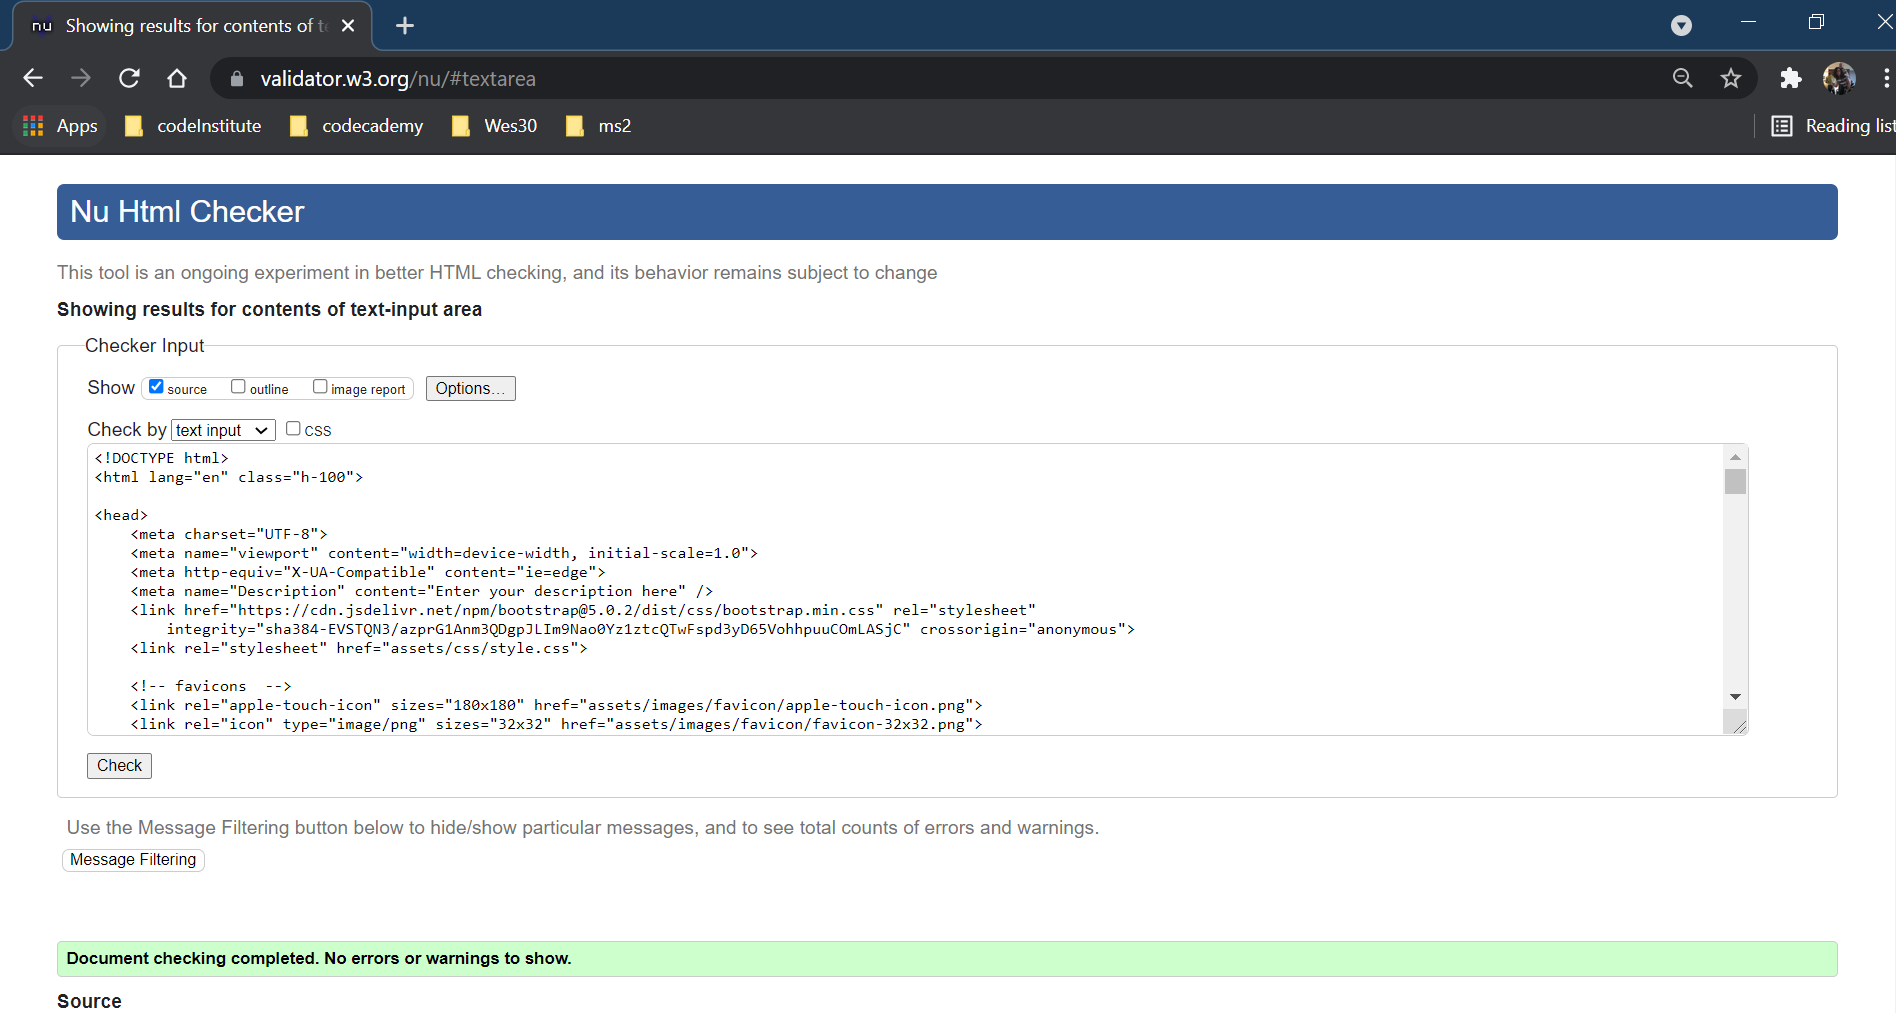 nu Showing results for contents of te
validator.w3.org/nu/#textarea
Apps codeInstitute codecademy Wes30 ms2 Reading list
Nu Html Checker
This tool is an ongoing experiment in better HTML checking, and its behavior remains subject to change
Showing results for contents of text-input area
Checker Input
Show source outline image report Options...
Check by text input CSS
<!DOCTYPE html>
<html lang="en" class="h-100">
<head>
<meta charset="UTF-8">
<meta name="viewport" content="width=device-width, initial-scale=1.0">
<meta http-equiv="X-UA-Compatible" content="ie=edge">
<meta name="Description" content="Enter your description here" />
<link href="https://cdn.jsdelivr.net/npm/bootstrap@5.0.2/dist/css/bootstrap.min.css" rel="stylesheet"
integrity="sha384-EVSTQN3/azprG1Anm3QDgpJLIm9Nao0Yz1ztcQTwFspd3yD65VohhpuuCOmLASjC" crossorigin="anonymous">
<link rel="stylesheet" href="assets/css/style.css">
<!-- favicons  -->
<link rel="apple-touch-icon" sizes="180x180" href="assets/images/favicon/apple-touch-icon.png">
<link rel="icon" type="image/png" sizes="32x32" href="assets/images/favicon/favicon-32x32.png">
Check
Use the Message Filtering button below to hide/show particular messages, and to see total counts of errors and warnings.
Message Filtering
Document checking completed. No errors or warnings to show.
Source